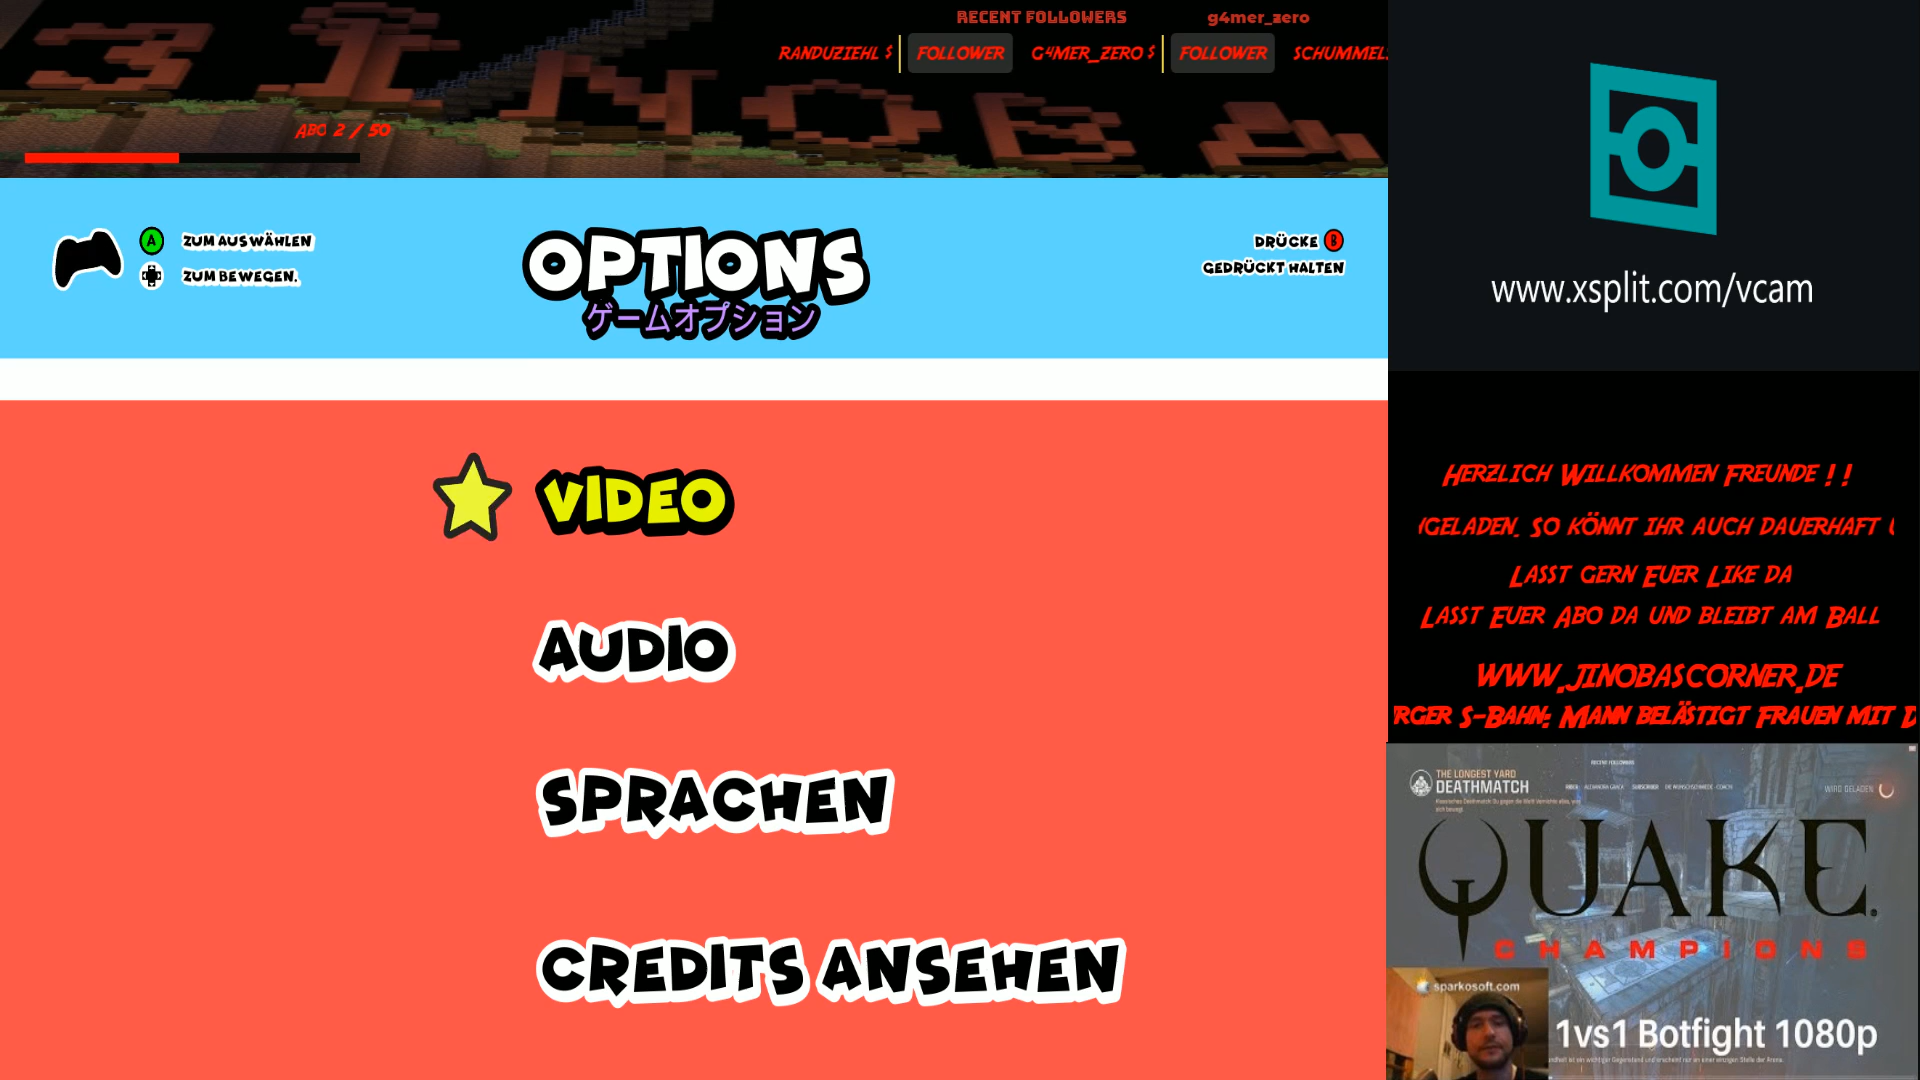 RECENT FOLLOWERS
g4mer_zero
RANDUZIEHL $
FOLLOWER
G4MER_ZERO $
FOLLOWER
ABO 2 / 50
A ZUM AUSWÄHLEN
ZUM BEWEGEN.
OPTIONS
ゲームオプション
DRÜCKE B
GEDRÜCKT HALTEN
VIDEO
AUDIO
SPRACHEN
CREDITS ANSEHEN
www.xsplit.com/vcam
HERZLICH WILLKOMMEN FREUNDE ! !
SO KÖNNT IHR AUCH DAUERHAFT
LASST GERN EUER LIKE DA
LASST EUER ABO DA UND BLEIBT AM BALL
WWW.JINOBASCORNER.DE
S-BAHN: MANN BELÄSTIGT FRAUEN MIT
RECENT FOLLOWERS
THE LONGEST YARD
DEATHMATCH
WIRD GELADEN
QUAKE
CHAMPIONS
sparkosoft.com
1vs1 Botfight 1080p